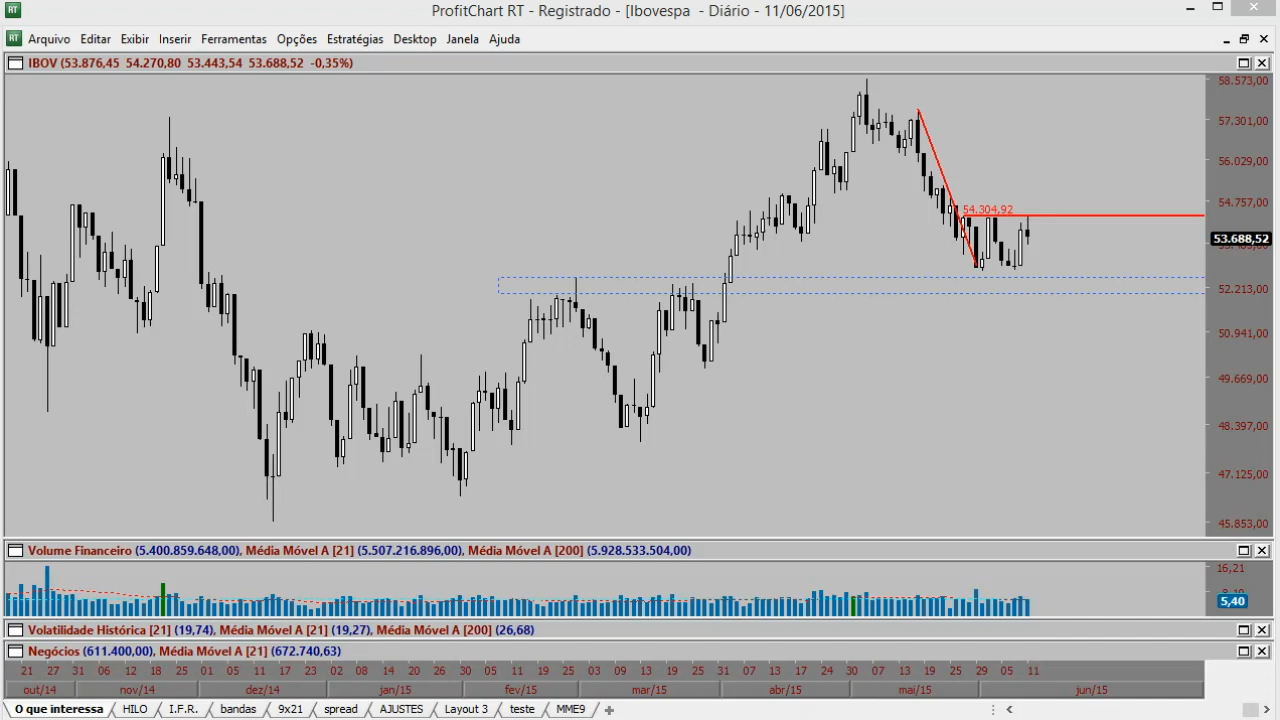 RT ProfitChart RT - Registrado - [Ibovespa - Diário - 11/06/2015]
RT Arquivo Editar Exibir Inserir Ferramentas Opções Estratégias Desktop Janela Ajuda
IBOV (53.876,45 54.270,80 53.443,54 53.688,52 -0,35%)
58.573,00
57.301,00
56.029,00
54.757,00
54.304,92
53.688,52
52.213,00
50.941,00
49.669,00
48.397,00
47.125,00
45.853,00
Volume Financeiro (5.400.859.648,00), Média Móvel A [21] (5.507.216.896,00), Média Móvel A [200] (5.928.533.504,00)
16,21
5,40
Volatilidade Histórica [21] (19,74), Média Móvel A [21] (19,27), Média Móvel A [200] (26,68)
Negócios (611.400,00), Média Móvel A [21] (672.740,63)
21 27 53 06 12 18 25 05 11 17 23 02 08 14 20 26 30 05 11 19 25 03 09 13 19 25 31 07 13 17 24 30 07 13 19 25 29 05 11
out/14 nov/14 dez/14 jan/15 fev/15 mar/15 abr/15 mai/15 jun/15
O que interessa HILO I.F.R. bandas 9x21 spread AJUSTES Layout 3 teste MME9